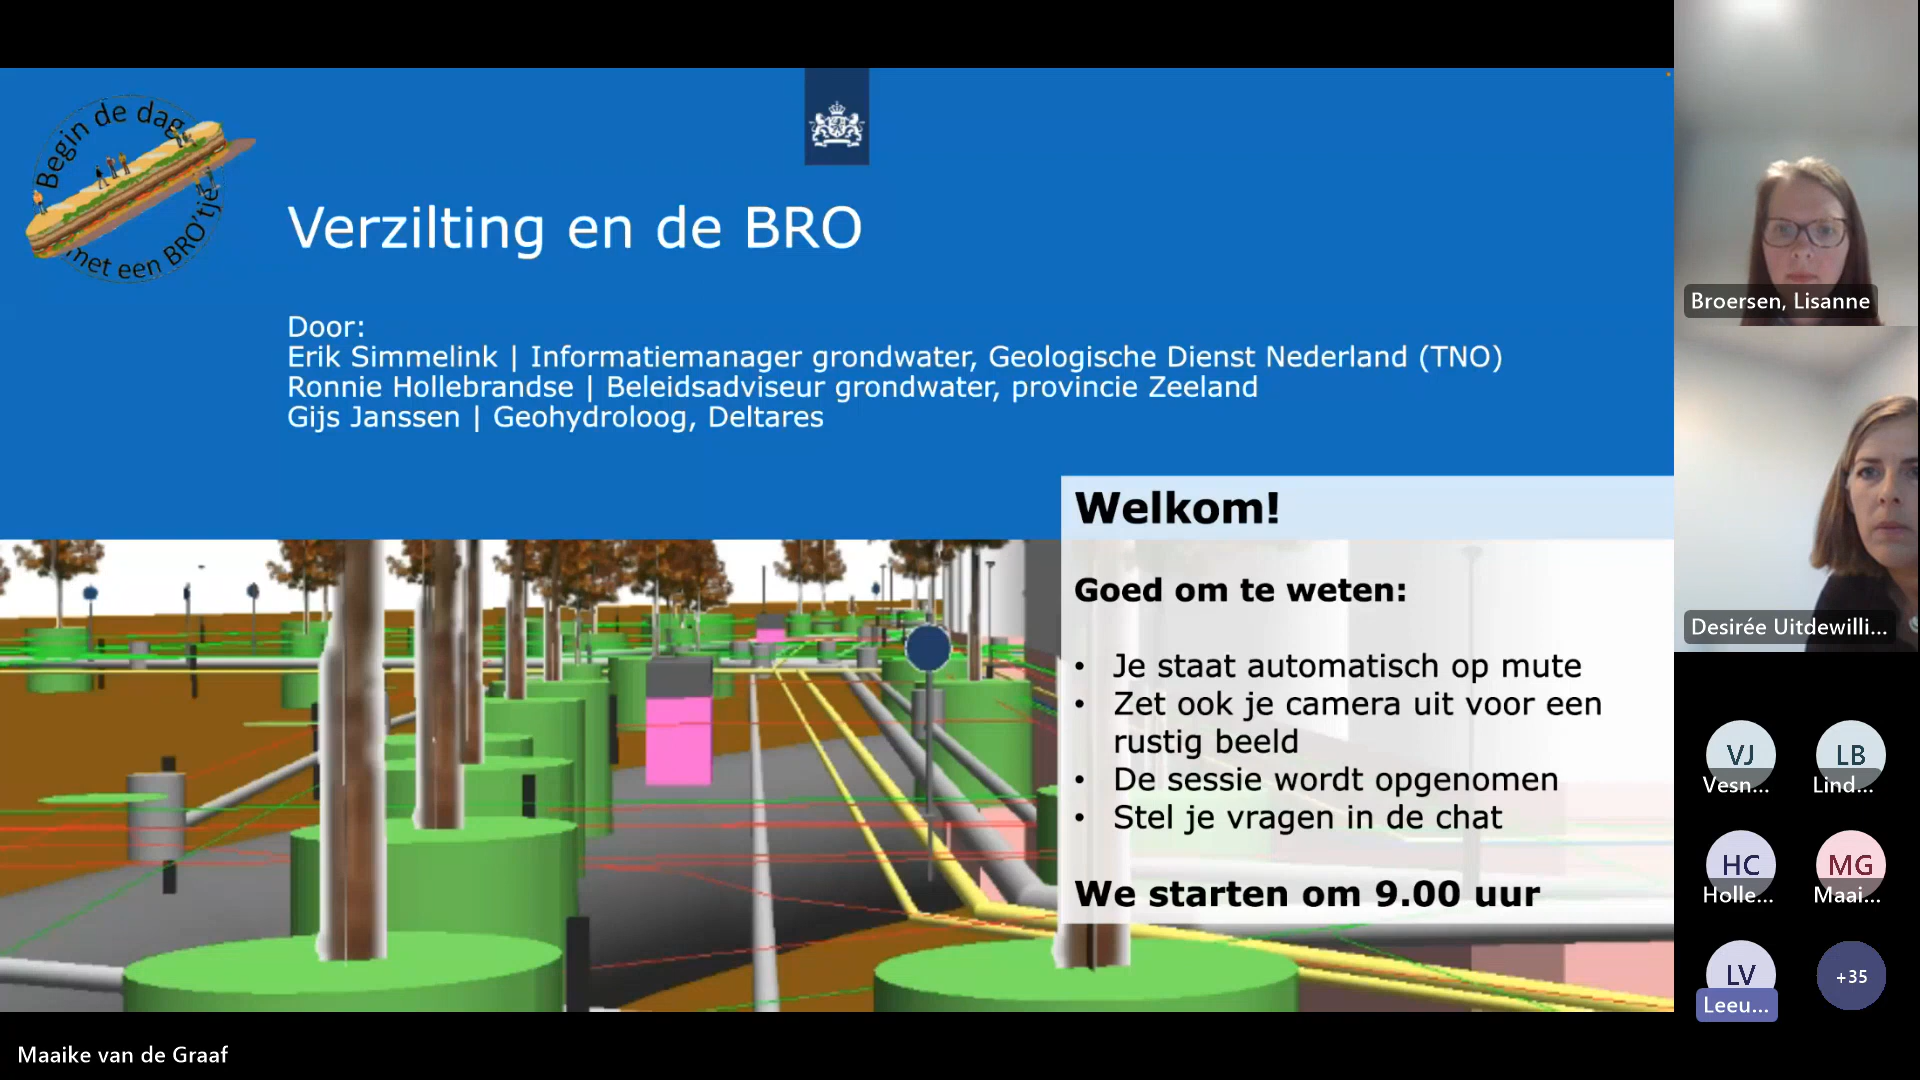 Begin de dag
met een BRO'tje
Verzilting en de BRO
Door:
Erik Simmelink | Informatiemanager grondwater, Geologische Dienst Nederland (TNO)
Ronnie Hollebrandse | Beleidsadviseur grondwater, provincie Zeeland
Gijs Janssen | Geohydroloog, Deltares
Welkom!
Goed om te weten:
• Je staat automatisch op mute
• Zet ook je camera uit voor een
rustig beeld
• De sessie wordt opgenomen
• Stel je vragen in de chat
We starten om 9.00 uur
Broersen, Lisanne
Desirée Uitdewilli...
VJ
Vesn...
LB
Lind...
HC
Holle...
MG
Maai...
LV
Leeu...
+35
Maaike van de Graaf